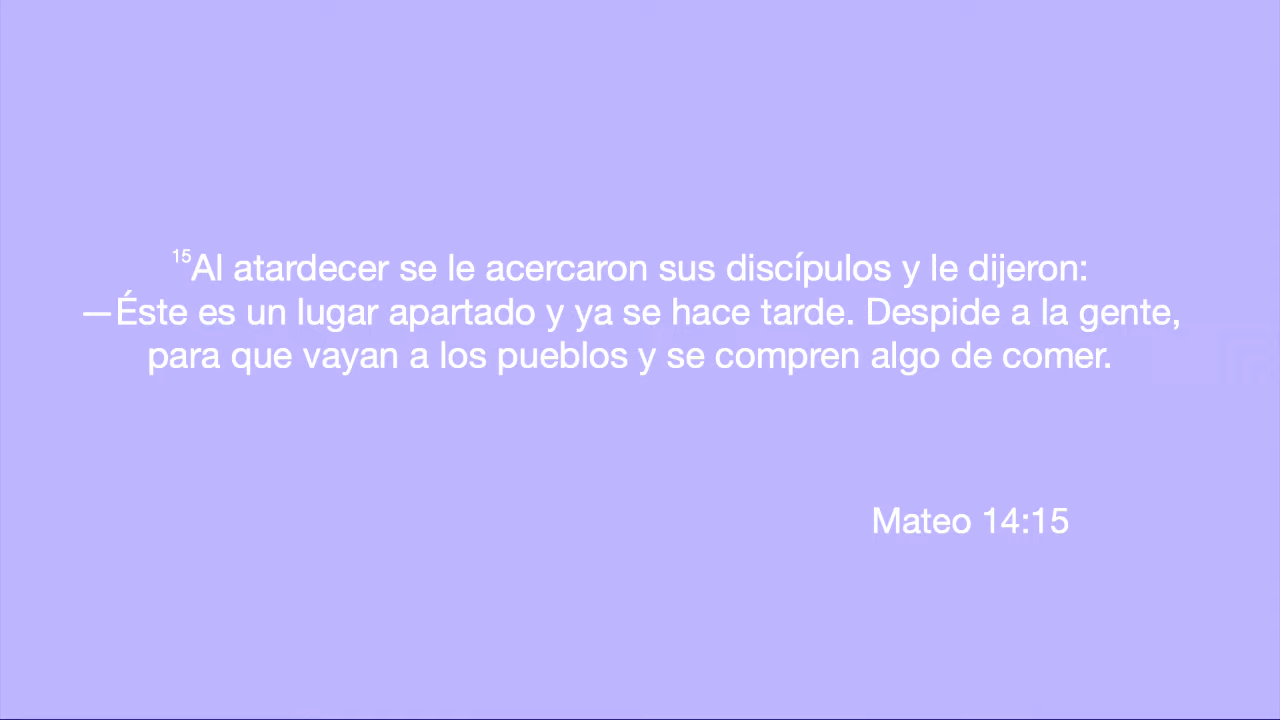 15Al atardecer se le acercaron sus discípulos y le dijeron:
—Éste es un lugar apartado y ya se hace tarde. Despide a la gente,
para que vayan a los pueblos y se compren algo de comer.
Mateo 14:15